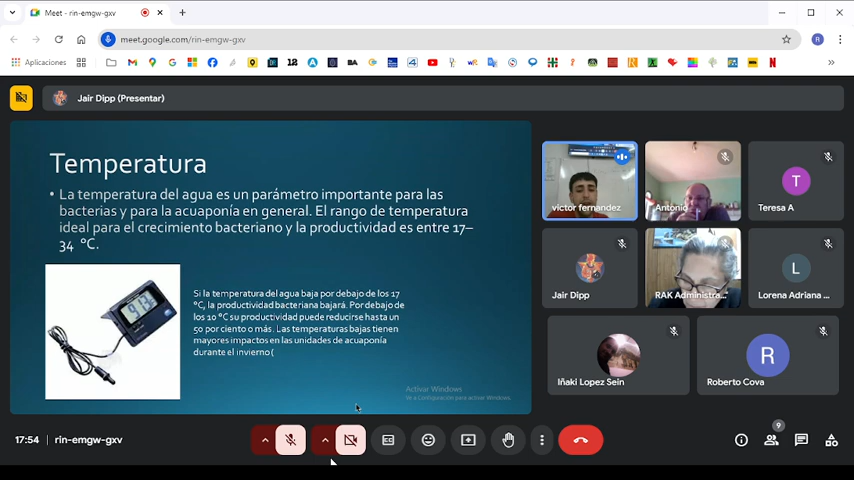 Meet - rin-emgw-gxv
meet.google.com/rin-emgw-gxv
R
Aplicaciones
12
BA
wR
N
Jair Dipp (Presentar)
Temperatura
• La temperatura del agua es un parámetro importante para las
bacterias y para la acuaponía en general. El rango de temperatura
ideal para el crecimiento bacteriano y la productividad es entre 17–
34 °C.
Si la temperatura del agua baja por debajo de los 17
°C, la productividad bacteriana bajará. Por debajo de
los 10 °C su productividad puede reducirse hasta un
50 por ciento o más. Las temperaturas bajas tienen
mayores impactos en las unidades de acuaponía
durante el invierno (
Activar Windows
Ve a Configuración para activar Windows.
victor fernandez
Antonio
T
Teresa A
Jair Dipp
RAK Administra...
L
Lorena Adriana ...
Iñaki Lopez Sein
R
Roberto Cova
17:54 rin-emgw-gxv
9